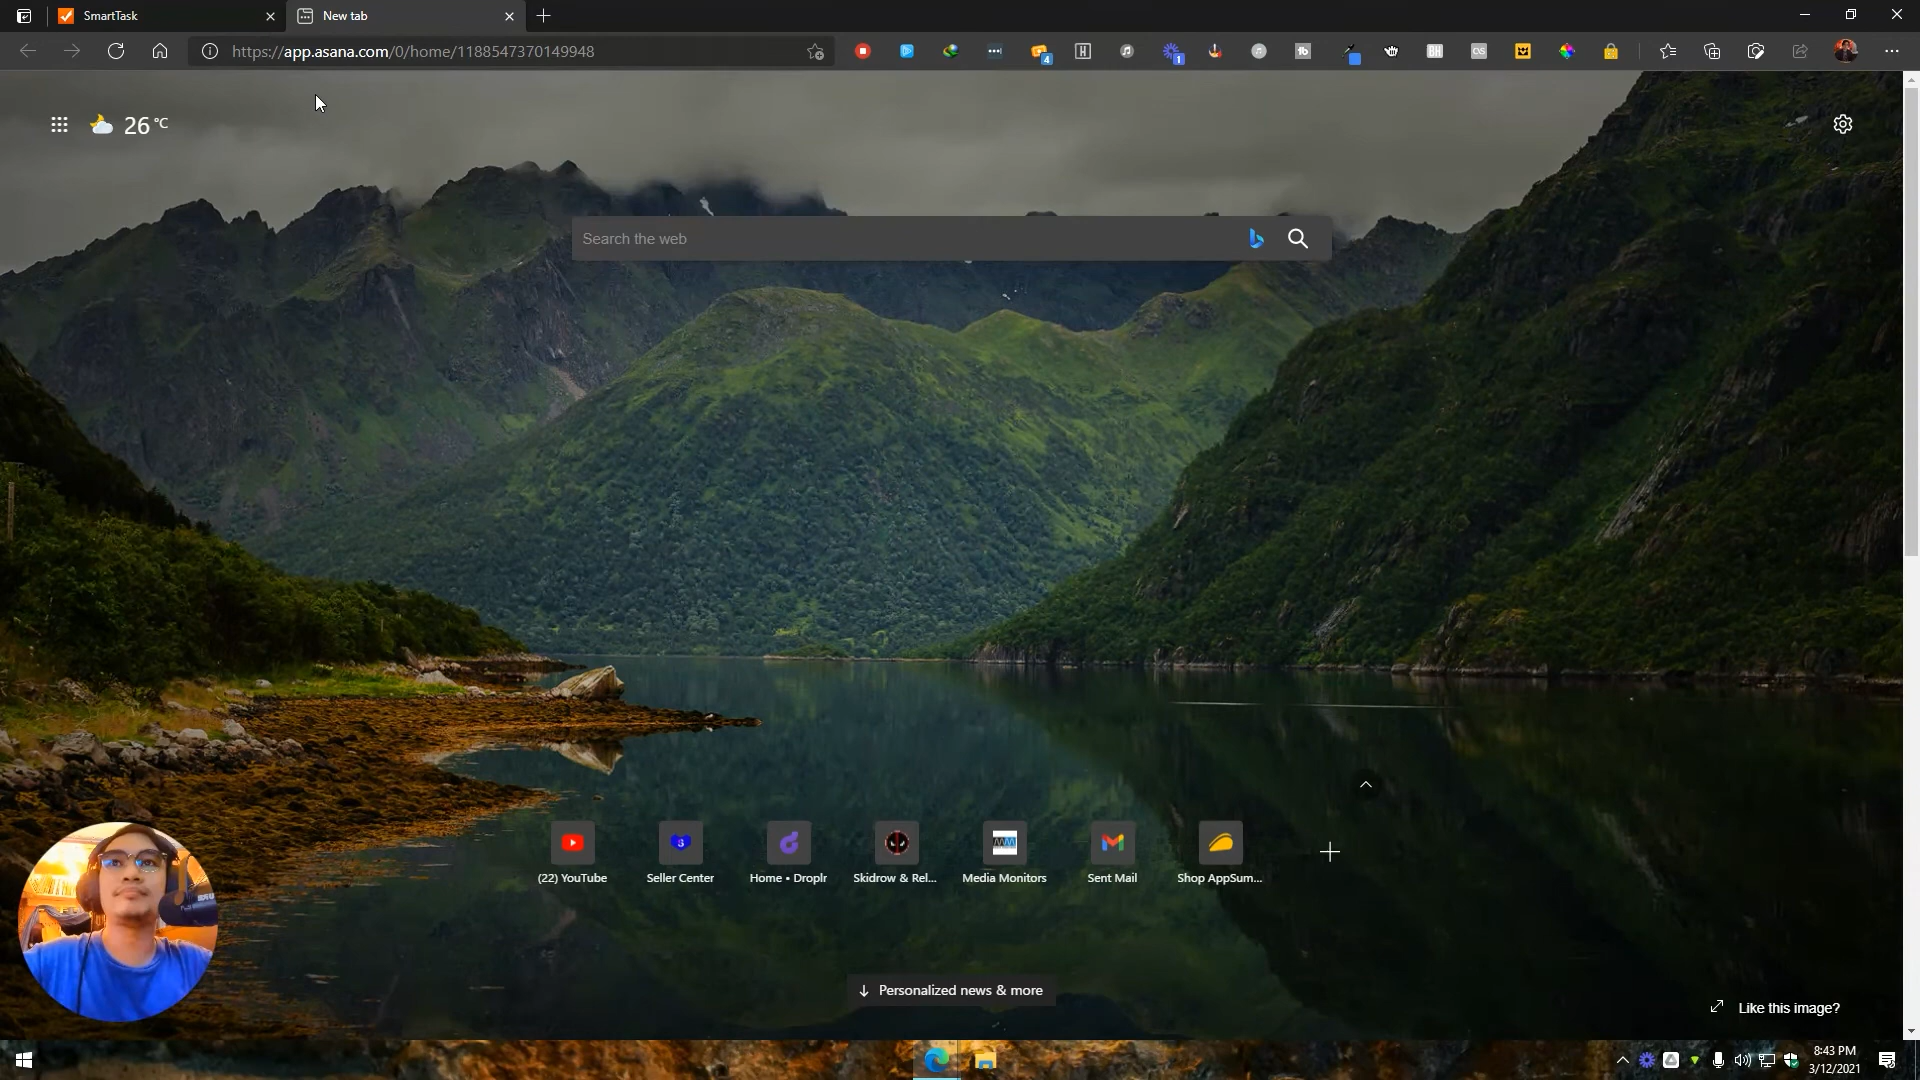 SmartTask
New tab
https://app.asana.com/0/home/1188547370149948
4
1
26 °C
Search the web
(22) YouTube
Seller Center
Home • Droplr
Skidrow & Rel...
Media Monitors
Sent Mail
Shop AppSum...
Personalized news & more
Like this image?
8:43 PM
3/12/2021